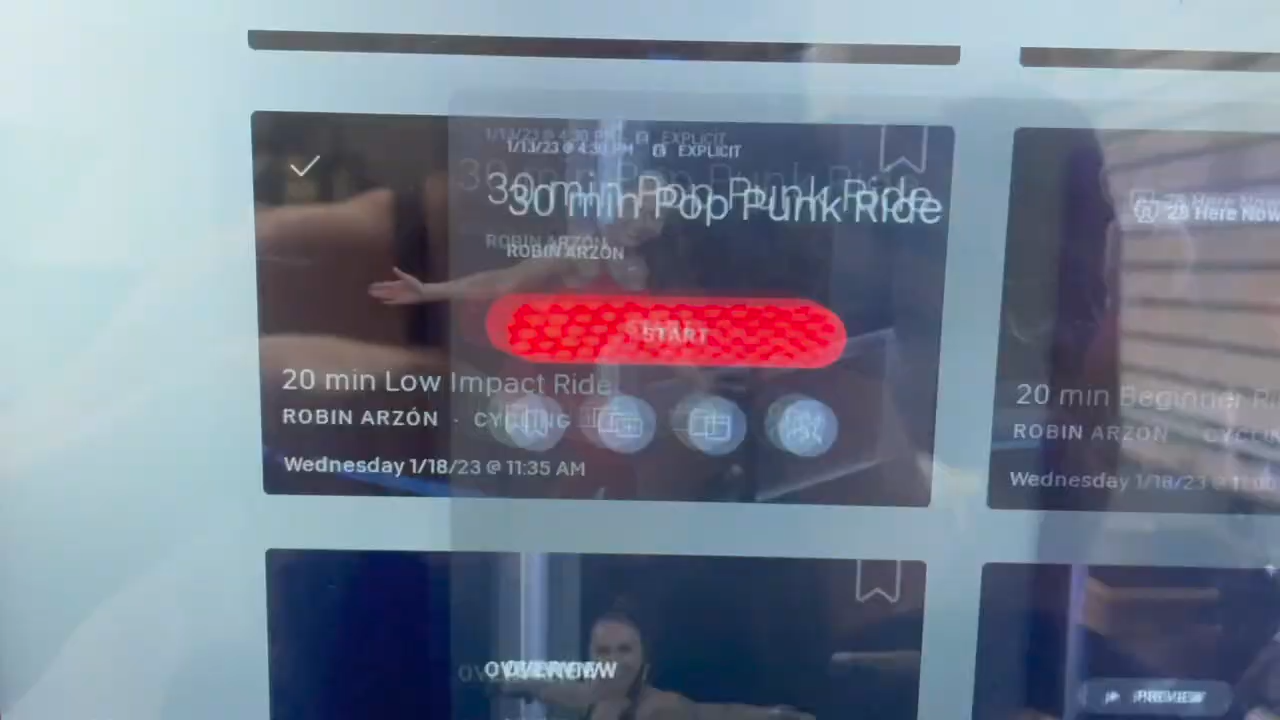 1/13/23 @ 4:30 PM EXPLICIT
30 min Pop Punk Ride
ROBIN ARZÓN
28 Here Now
START
20 min Low Impact Ride
ROBIN ARZÓN · CYCLING
Wednesday 1/18/23 @ 11:35 AM
20 min Beginner
ROBIN ARZÓN
Wednesday 1/18/23 @
OVERVIEW
PREVIEW